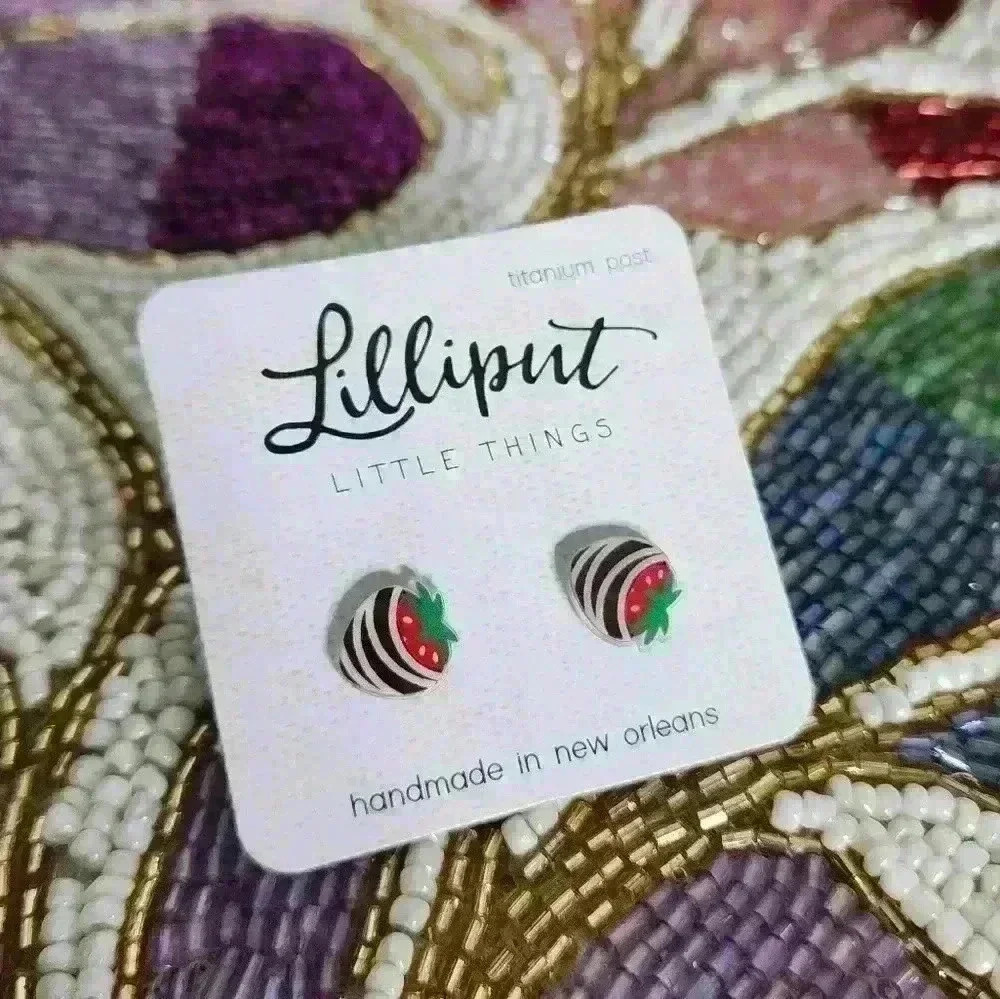 titanium post
Lilliput
LITTLE THINGS
handmade in new orleans